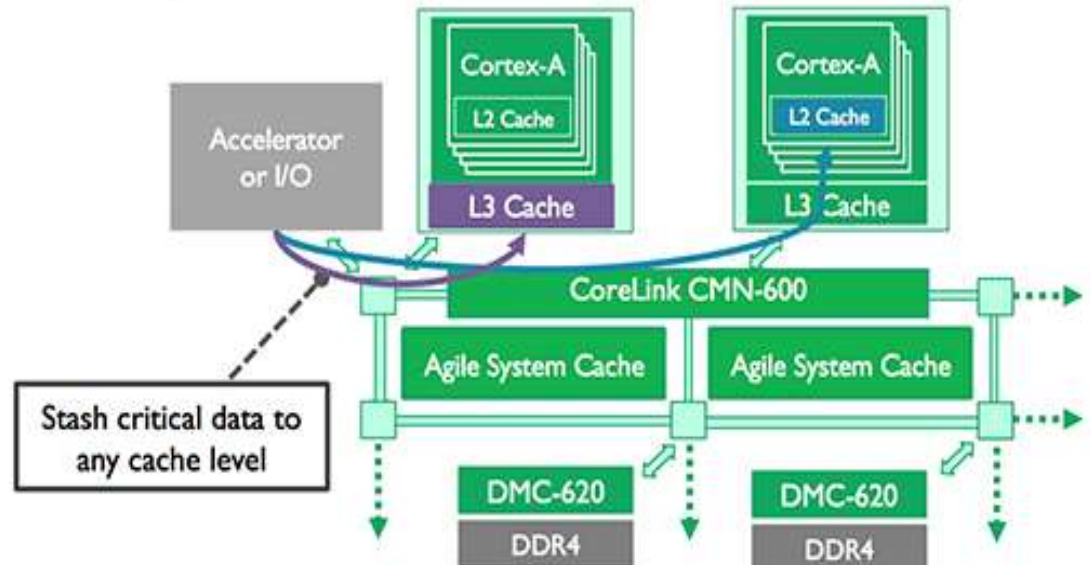 Accelerator
or I/O
Cortex-A
L2 Cache
L3 Cache
Cortex-A
L2 Cache
L3 Cache
CoreLink CMN-600
Agile System Cache
Agile System Cache
Stash critical data to
any cache level
DMC-620
DDR4
DMC-620
DDR4